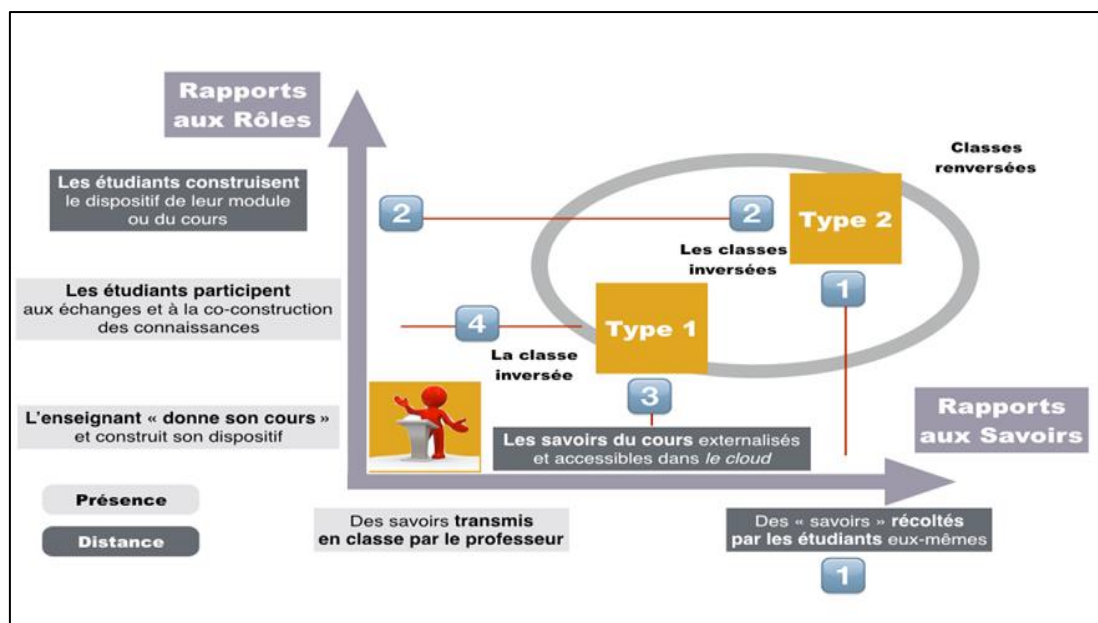 Rapports
aux Rôles
Classes
renversées
Les étudiants construisent
le dispositif de leur module
ou du cours
2
2
Type 2
Les classes
inversées
1
Les étudiants participent
aux échanges et à la co-construction
des connaissances
4
Type 1
La classe
inversée
3
L'enseignant « donne son cours »
et construit son dispositif
Les savoirs du cours externalisés
et accessibles dans le cloud
Rapports
aux Savoirs
Présence
Distance
Des savoirs transmis
en classe par le professeur
Des « savoirs » récoltés
par les étudiants eux-mêmes
1